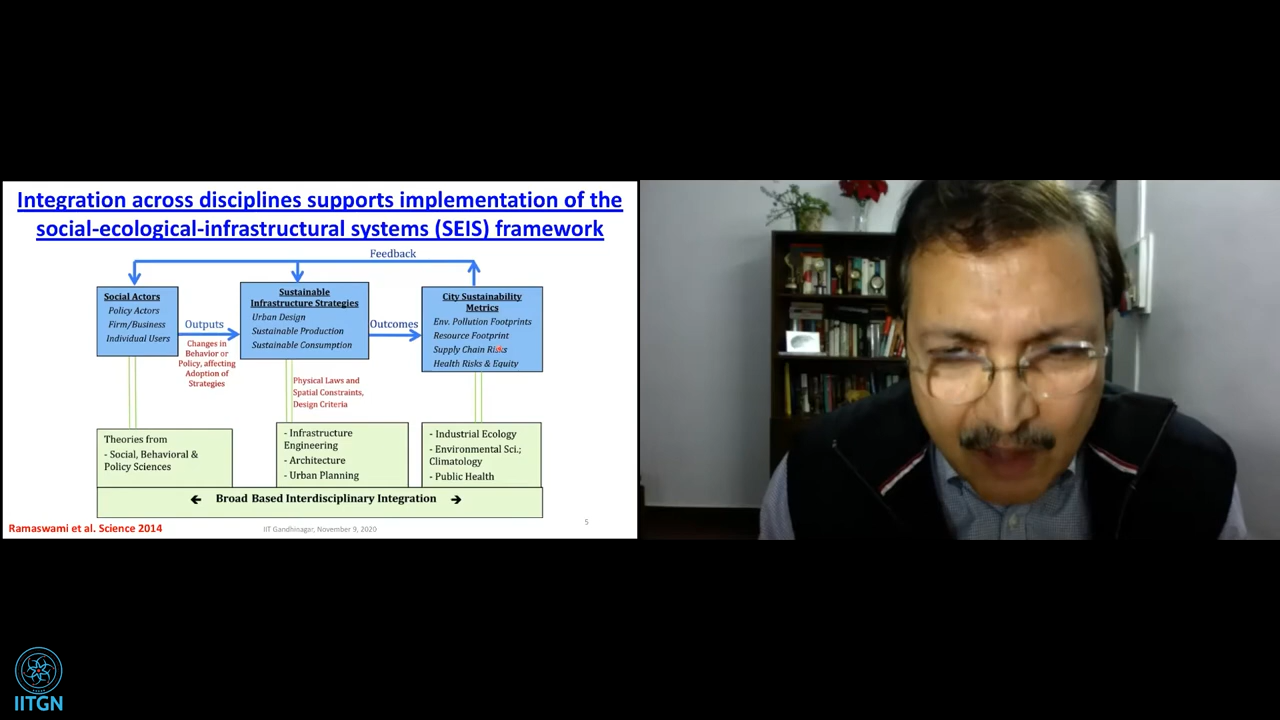 Integration across disciplines supports implementation of the
social-ecological-infrastructural systems (SEIS) framework
Feedback
Social Actors
Policy Actors
Firm/Business
Individual Users
Outputs
Changes in
Behavior or
Policy, affecting
Adoption of
Strategies
Sustainable
Infrastructure Strategies
Urban Design
Sustainable Production
Sustainable Consumption
Outcomes
Physical Laws and
Spatial Constraints,
Design Criteria
City Sustainability
Metrics
Env. Pollution Footprints
Resource Footprint
Supply Chain Risks
Health Risks & Equity
Theories from
- Social, Behavioral &
Policy Sciences
- Infrastructure
Engineering
- Architecture
- Urban Planning
- Industrial Ecology
- Environmental Sci.;
Climatology
- Public Health
← Broad Based Interdisciplinary Integration →
Ramaswami et al. Science 2014
IIT Gandhinagar, November 9, 2020
5
IITGN